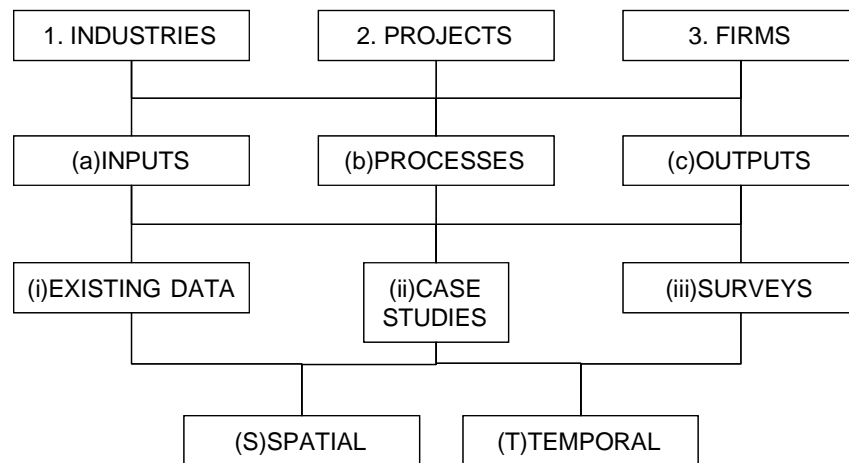 1. INDUSTRIES
2. PROJECTS
3. FIRMS
(a)INPUTS
(b)PROCESSES
(c)OUTPUTS
(i)EXISTING DATA
(ii)CASE
STUDIES
(iii)SURVEYS
(S)SPATIAL
(T)TEMPORAL